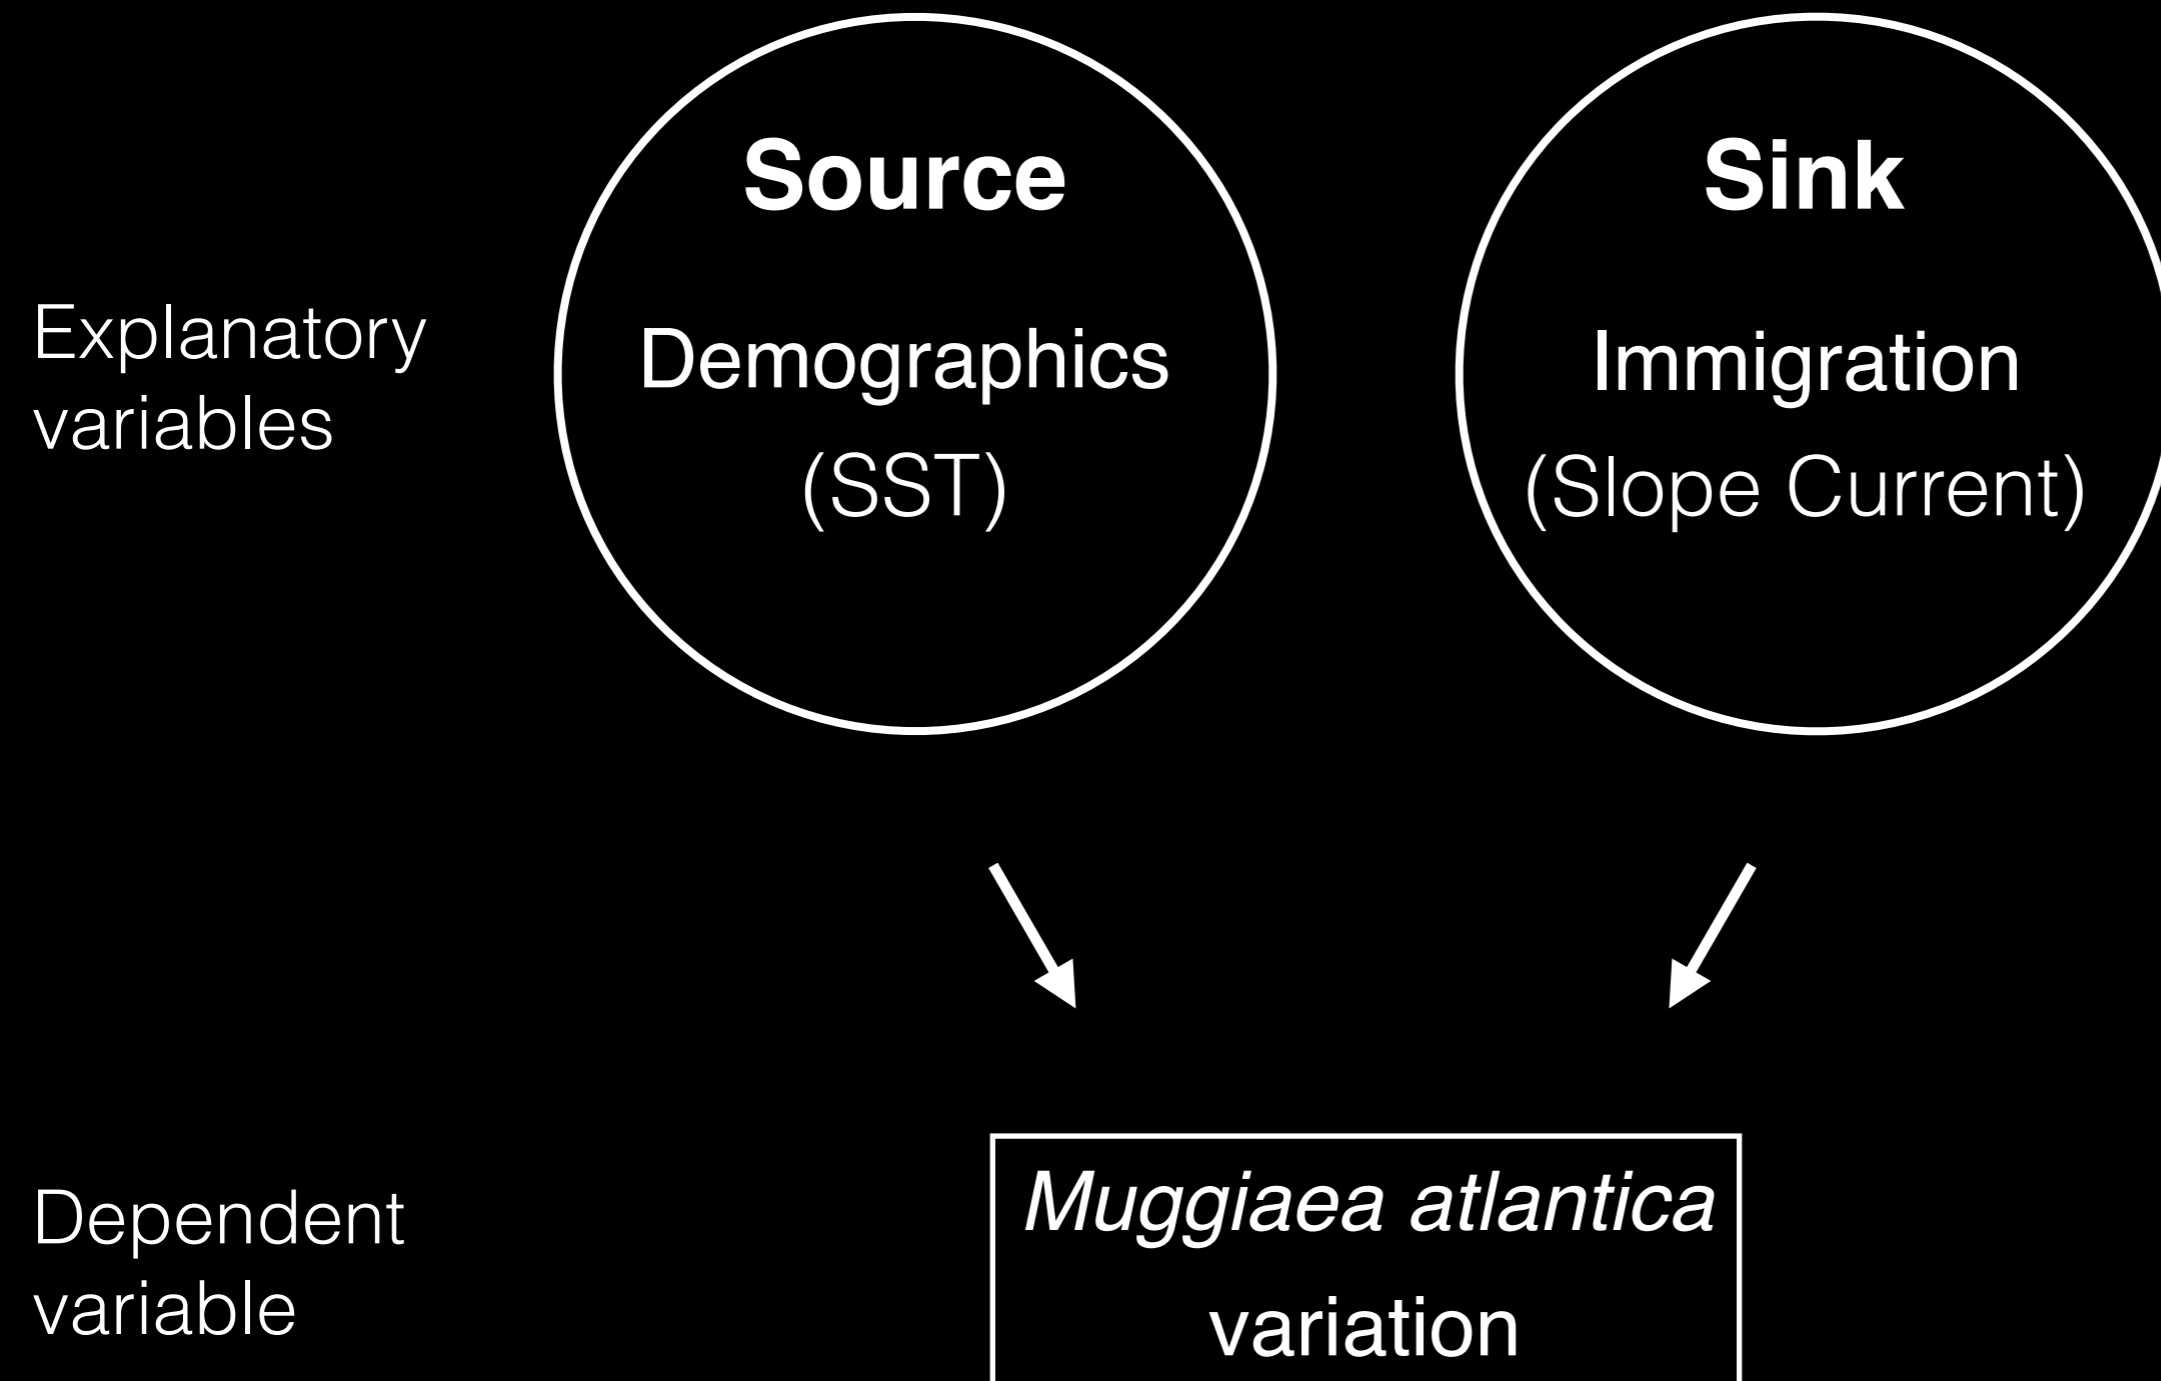 Explanatory
variables
Source
Demographics
(SST)
Sink
Immigration
(Slope Current)
Dependent
variable
Muggiaea atlantica
variation